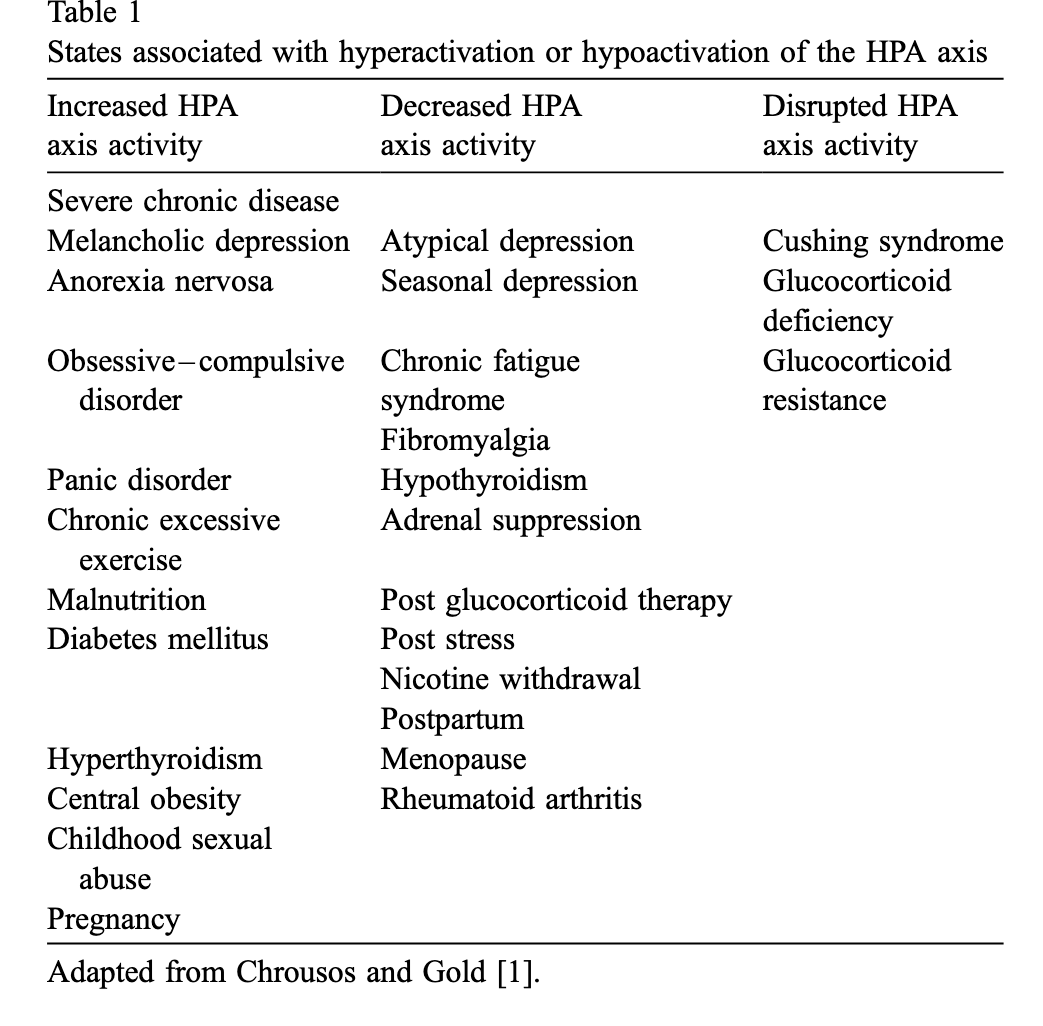 Table 1
States associated with hyperactivation or hypoactivation of the HPA axis
Increased HPA Decreased HPA Disrupted HPA
axis activity axis activity axis activity
Severe chronic disease
Melancholic depression Atypical depression Cushing syndrome
Anorexia nervosa Seasonal depression Glucocorticoid
deficiency
Obsessive–compulsive Chronic fatigue Glucocorticoid
disorder syndrome resistance
Fibromyalgia
Panic disorder Hypothyroidism
Chronic excessive Adrenal suppression
exercise
Malnutrition Post glucocorticoid therapy
Diabetes mellitus Post stress
Nicotine withdrawal
Postpartum
Hyperthyroidism Menopause
Central obesity Rheumatoid arthritis
Childhood sexual
abuse
Pregnancy
Adapted from Chrousos and Gold [1].